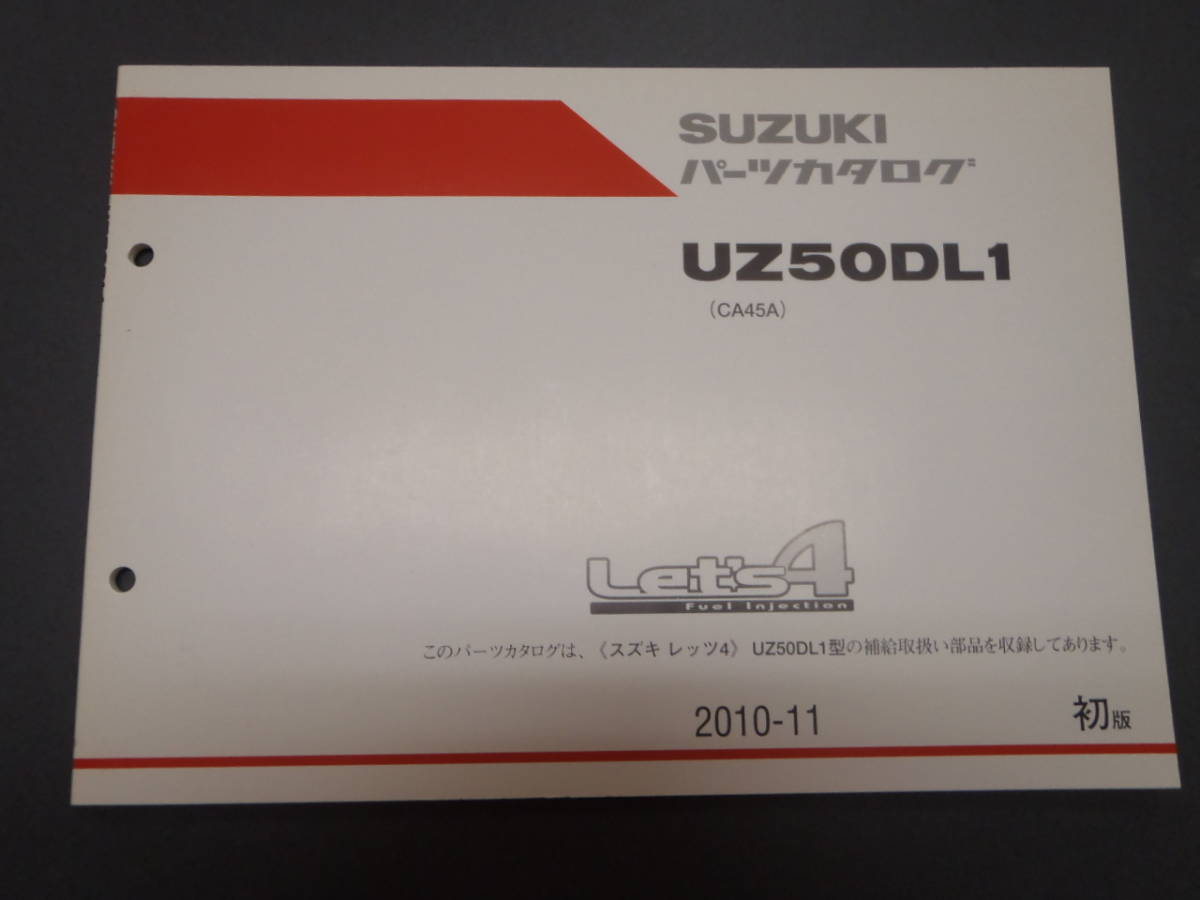 SUZUKI
パーツカタログ
UZ50DL1
(CA45A)
Let's4
Fuel Injection
このパーツカタログは、《スズキ レッツ4》 UZ50DL1型の補給取扱い部品を収録してあります。
2010-11 初版